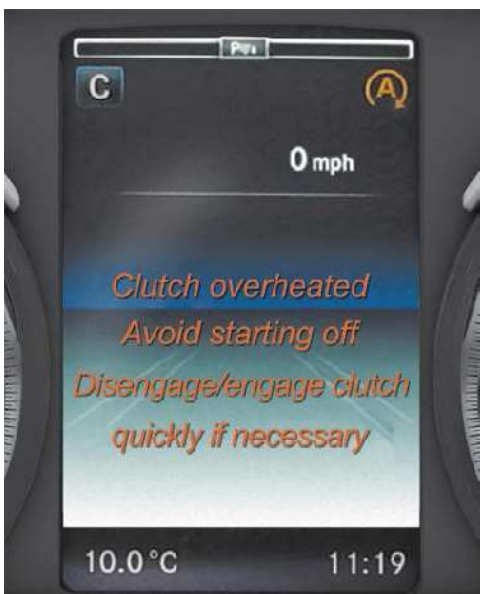 C
A
0 mph
Clutch overheated
Avoid starting off
Disengage/engage clutch
quickly if necessary
10.0°C
11:19